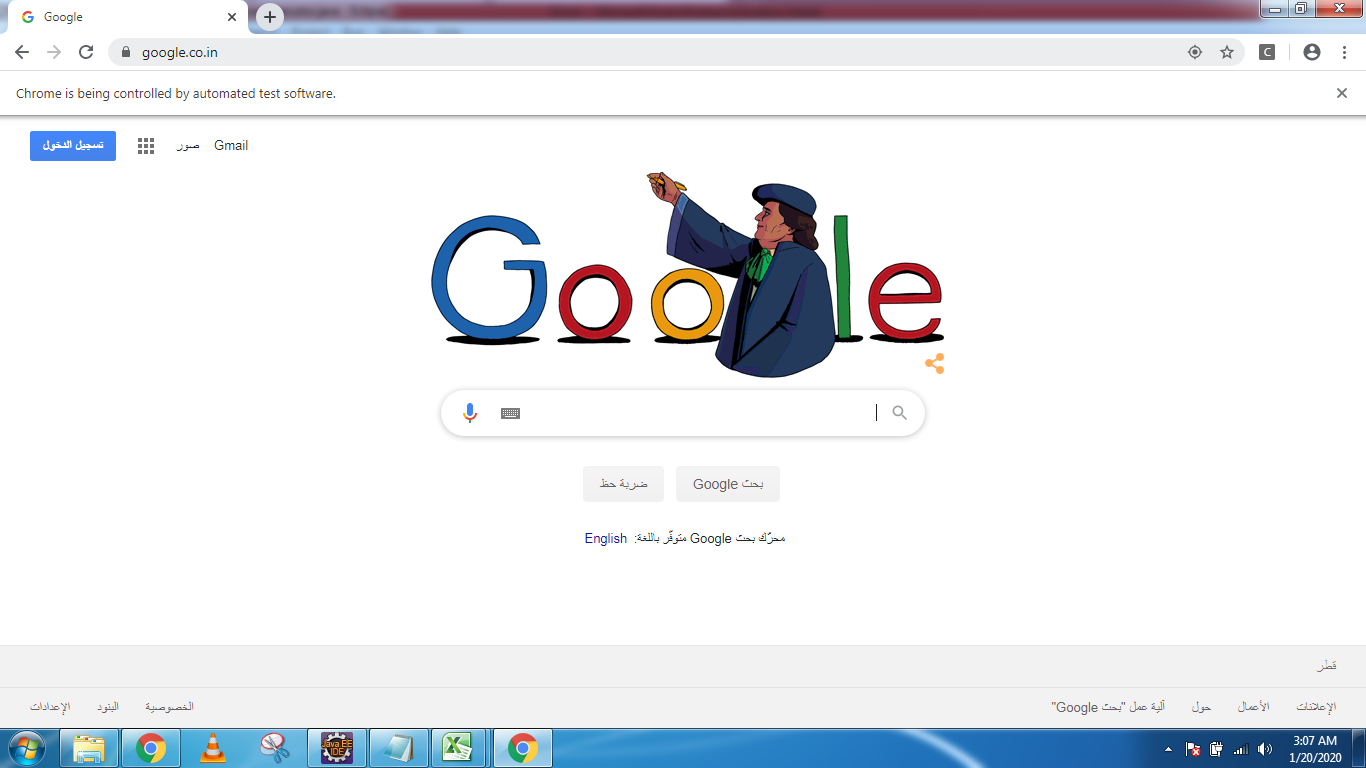 Google
google.co.in
Chrome is being controlled by automated test software.
Gmail صور تسجيل الدخول
Google
بحث Google ضربة حظ
محرّك بحث Google متوفّر باللغة: English
قطر
الإعلانات الأعمال حول آلية عمل "بحث Google" الخصوصية البنود الإعدادات
Java EE
IDE
3:07 AM
1/20/2020